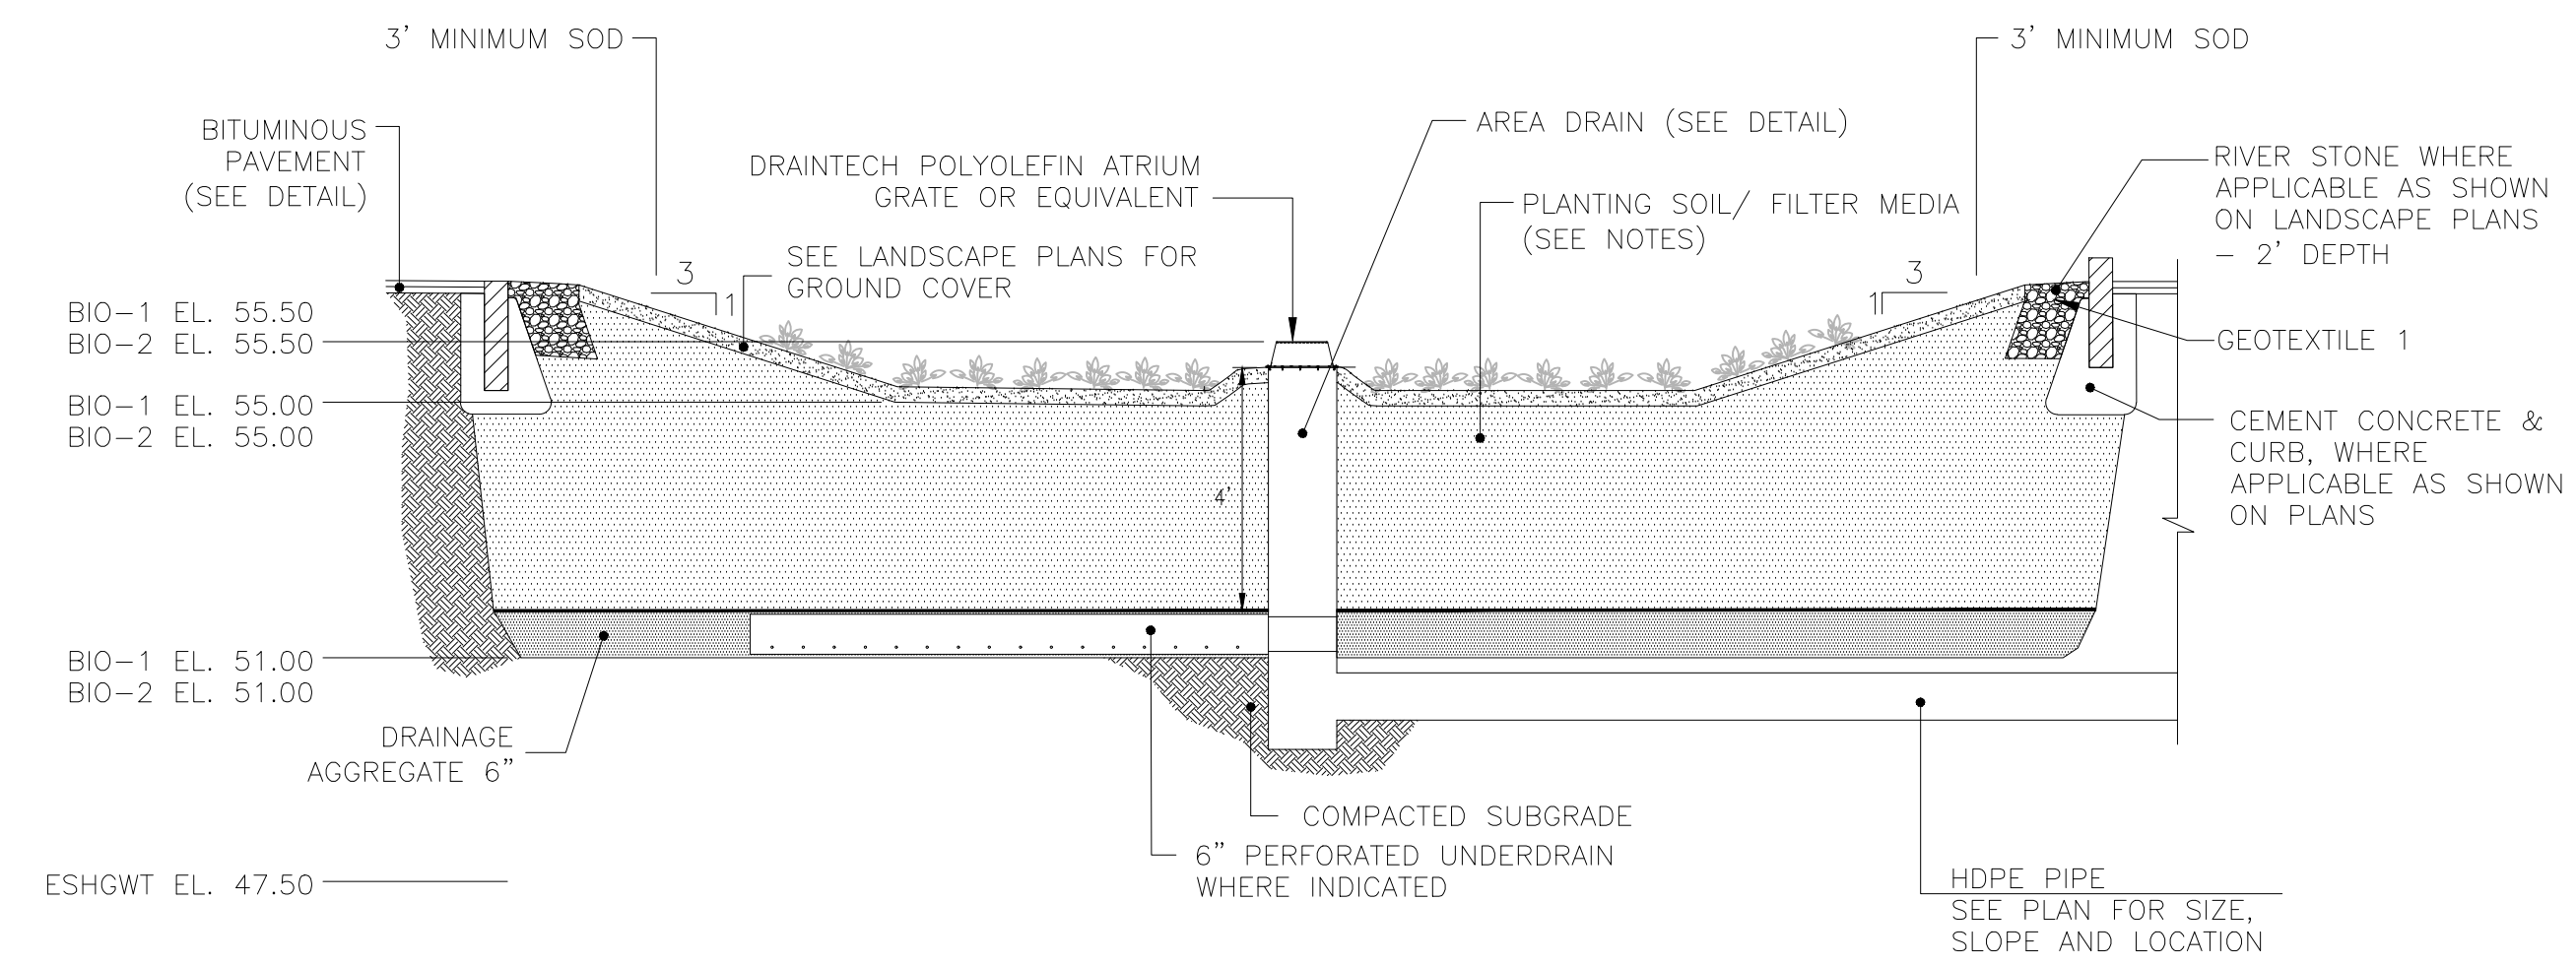 3' MINIMUM SOD
3' MINIMUM SOD
BITUMINOUS
PAVEMENT
(SEE DETAIL)
AREA DRAIN (SEE DETAIL)
DRAINTECH POLYOLEFIN ATRIUM
GRATE OR EQUIVALENT
RIVER STONE WHERE
APPLICABLE AS SHOWN
ON LANDSCAPE PLANS
- 2' DEPTH
PLANTING SOIL/ FILTER MEDIA
(SEE NOTES)
SEE LANDSCAPE PLANS FOR
GROUND COVER
3
1
3
1
BIO-1 EL. 55.50
BIO-2 EL. 55.50
GEOTEXTILE 1
BIO-1 EL. 55.00
BIO-2 EL. 55.00
CEMENT CONCRETE &
CURB, WHERE
APPLICABLE AS SHOWN
ON PLANS
4'
BIO-1 EL. 51.00
BIO-2 EL. 51.00
DRAINAGE
AGGREGATE 6"
COMPACTED SUBGRADE
6" PERFORATED UNDERDRAIN
WHERE INDICATED
ESHGWT EL. 47.50
HDPE PIPE
SEE PLAN FOR SIZE,
SLOPE AND LOCATION